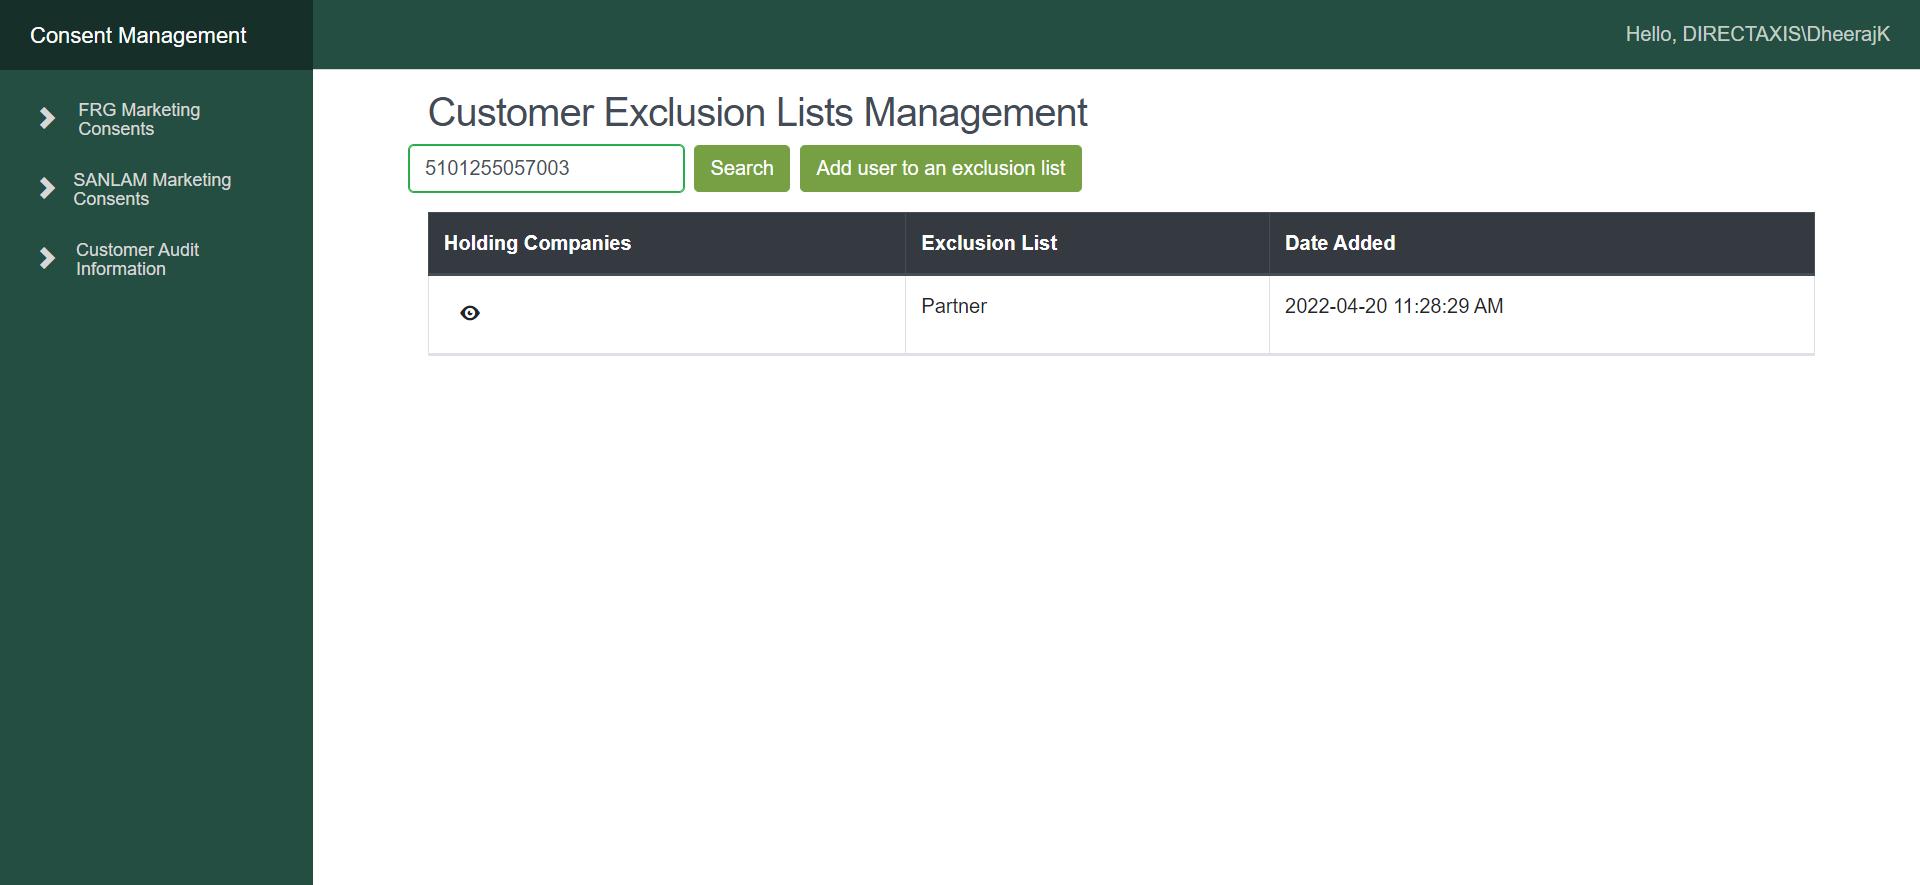 Consent Management
Hello, DIRECTAXIS\DheerajK
FRG Marketing
Consents
SANLAM Marketing
Consents
Customer Audit
Information
Customer Exclusion Lists Management
5101255057003 Search Add user to an exclusion list
Holding Companies Exclusion List Date Added
Partner 2022-04-20 11:28:29 AM